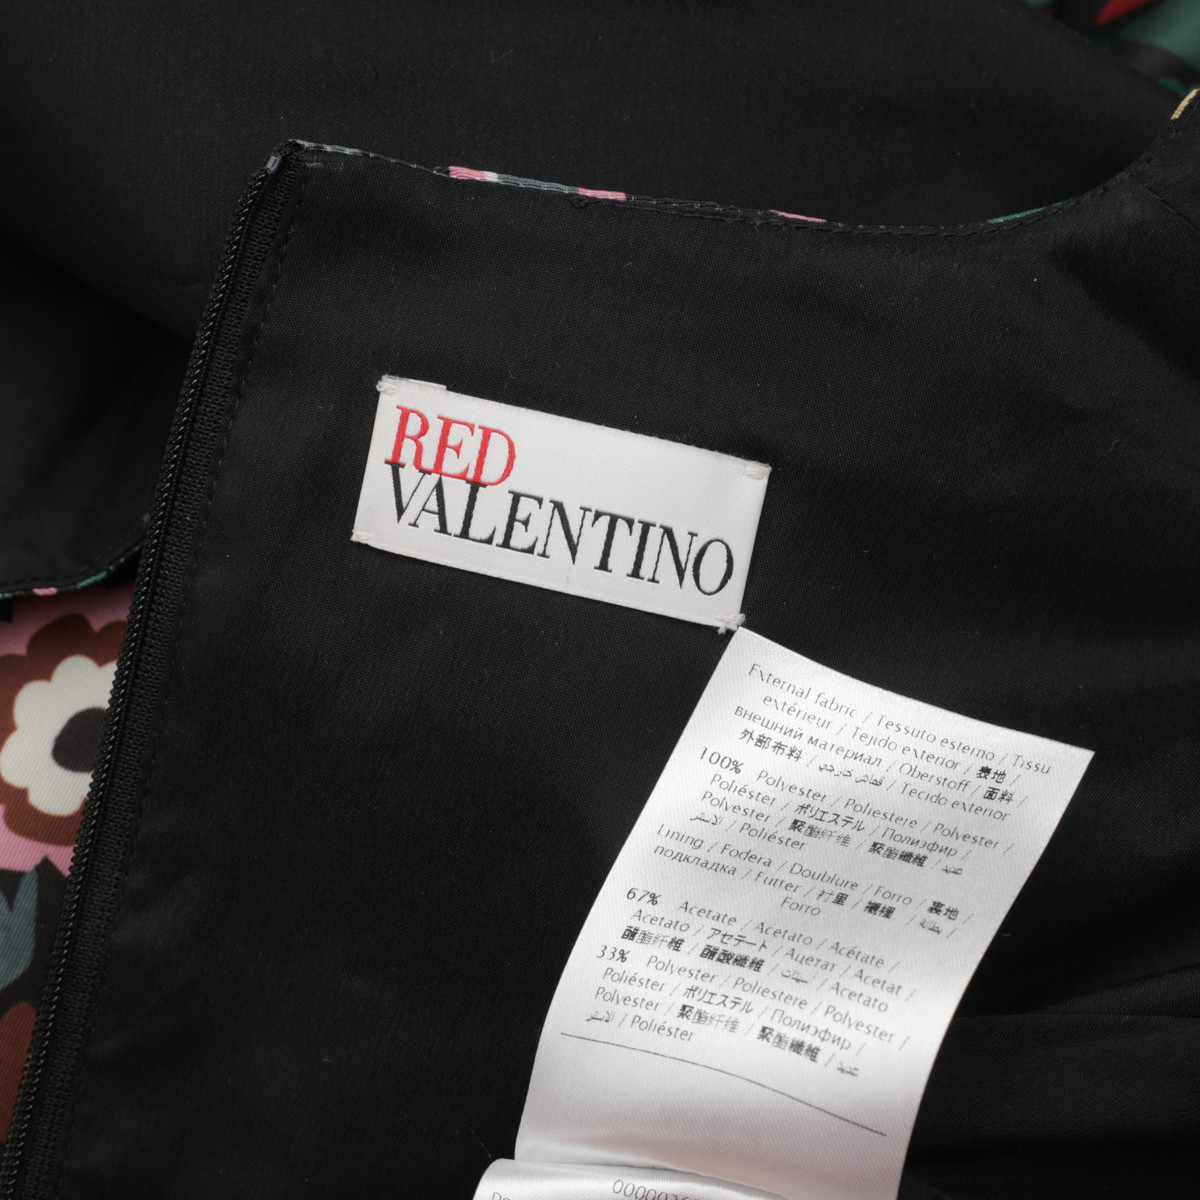 RED
VALENTINO
External fabric / Tessuto esterno / Tissu
extérieur / Tejido exterior / 表地 /
внешний материал / Oberstoff / 面料 /
外部布料 / / Tecido exterior
100% Polyester / Poliestere / Polyester /
Poliéster / ポリエステル / Полиэфир /
Polyester / 聚酯纤维 / 聚酯纖維 /
/ Poliéster
Lining / Fodera / Doublure / Forro / 裏地 /
подкладка / Futter / 衬里 / 襯裡 /
Forro
67% Acetate / Acetato / Acétate /
Acetato / アセテート / Ацетат / Acetat /
醋酯纤维 / 醋酸纖維 / / Acetato
33% Polyester / Poliestere / Polyester /
Poliéster / ポリエステル / Полиэфир /
Polyester / 聚酯纤维 / 聚酯纖維 /
/ Poliéster